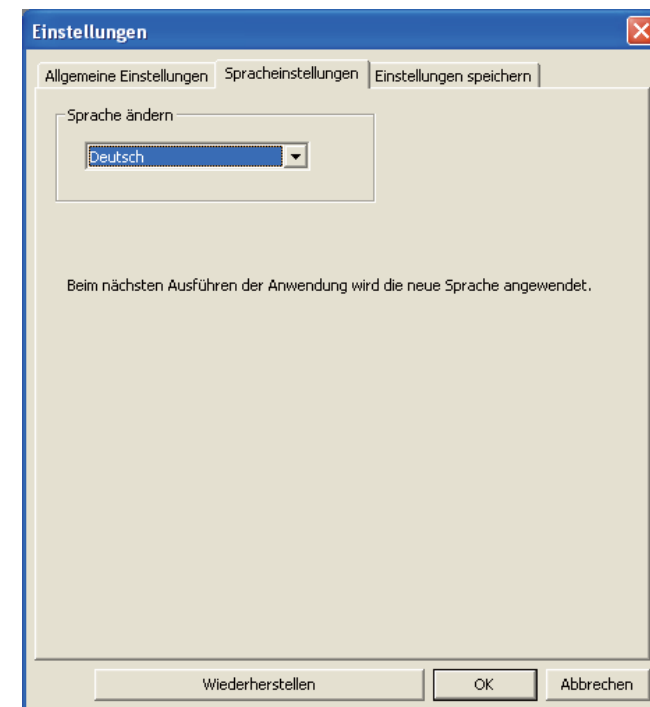 Einstellungen
Allgemeine Einstellungen Spracheinstellungen Einstellungen speichern
Sprache ändern
Deutsch
Beim nächsten Ausführen der Anwendung wird die neue Sprache angewendet.
Wiederherstellen OK Abbrechen